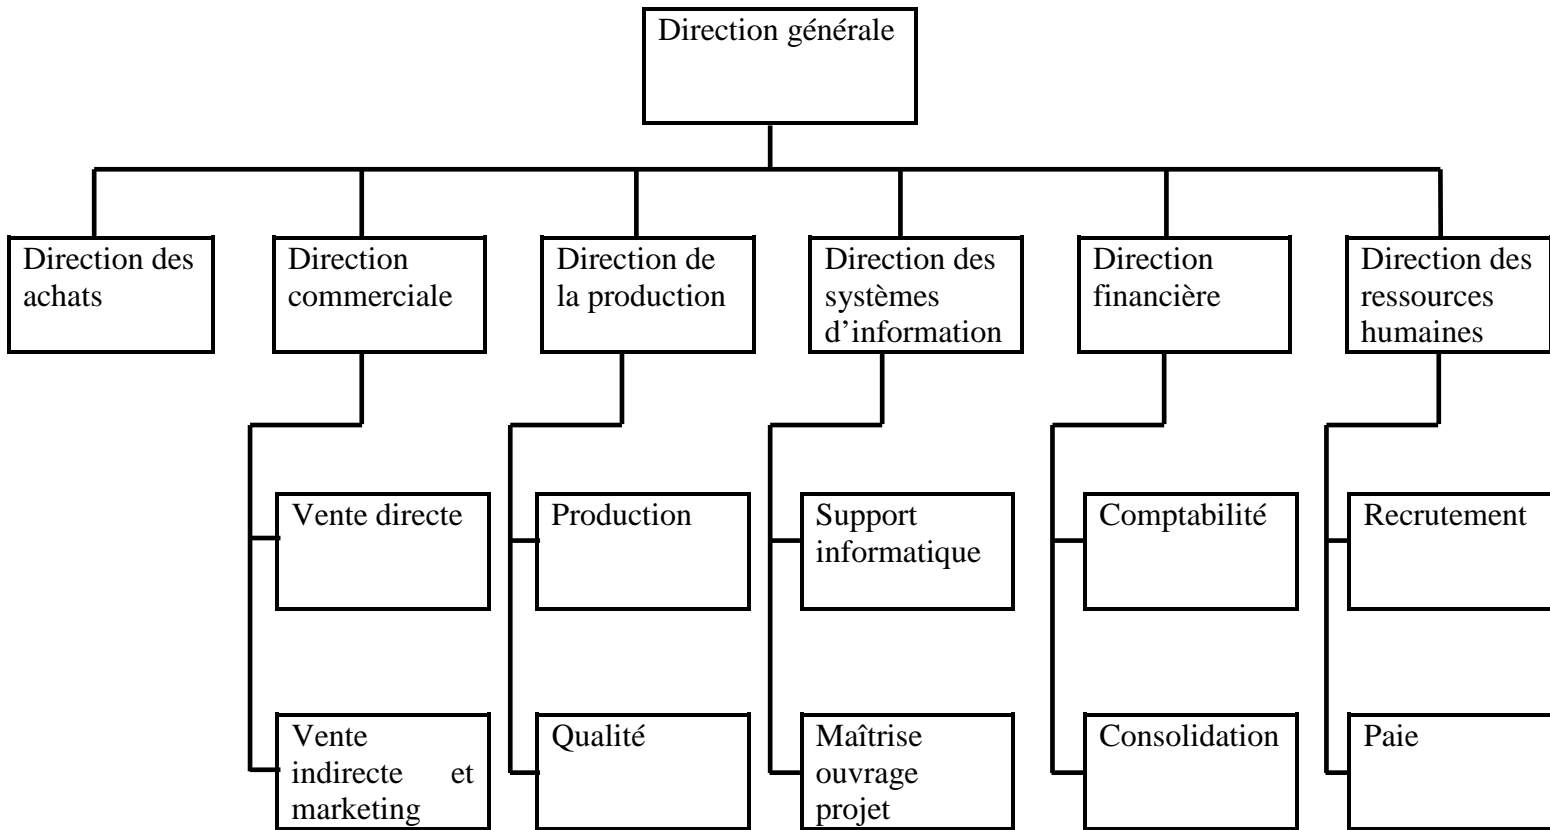 Direction générale
Direction des
achats
Direction
commerciale
Direction de
la production
Direction des
systèmes
d’information
Direction
financière
Direction des
ressources
humaines
Vente directe
Production
Support
informatique
Comptabilité
Recrutement
Vente
indirecte et
marketing
Qualité
Maîtrise
ouvrage
projet
Consolidation
Paie